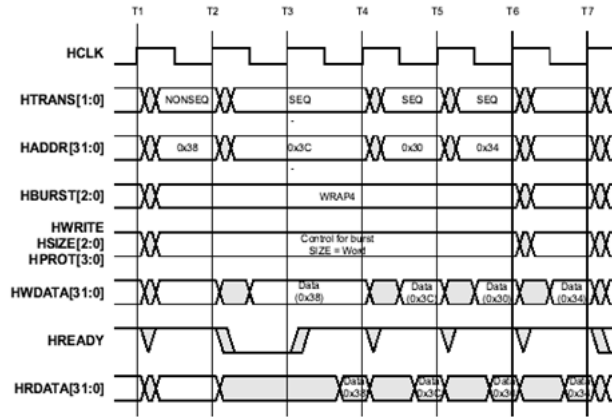 T1 T2 T3 T4 T5 T6 T7
HCLK
HTRANS[1:0] NONSEQ SEQ SEQ SEQ
HADDR[31:0] 0x38 0x3C 0x30 0x34
HBURST[2:0] WRAP4
HWRITE
HSIZE[2:0]
HPROT[3:0]
Control for burst
SIZE = Word
HWDATA[31:0]
Data
(0x38)
Data
(0x3C)
Data
(0x30)
Data
(0x34)
HREADY
HRDATA[31:0]
Data
0x38
Data
0x3C
Data
0x30
Data
0x34